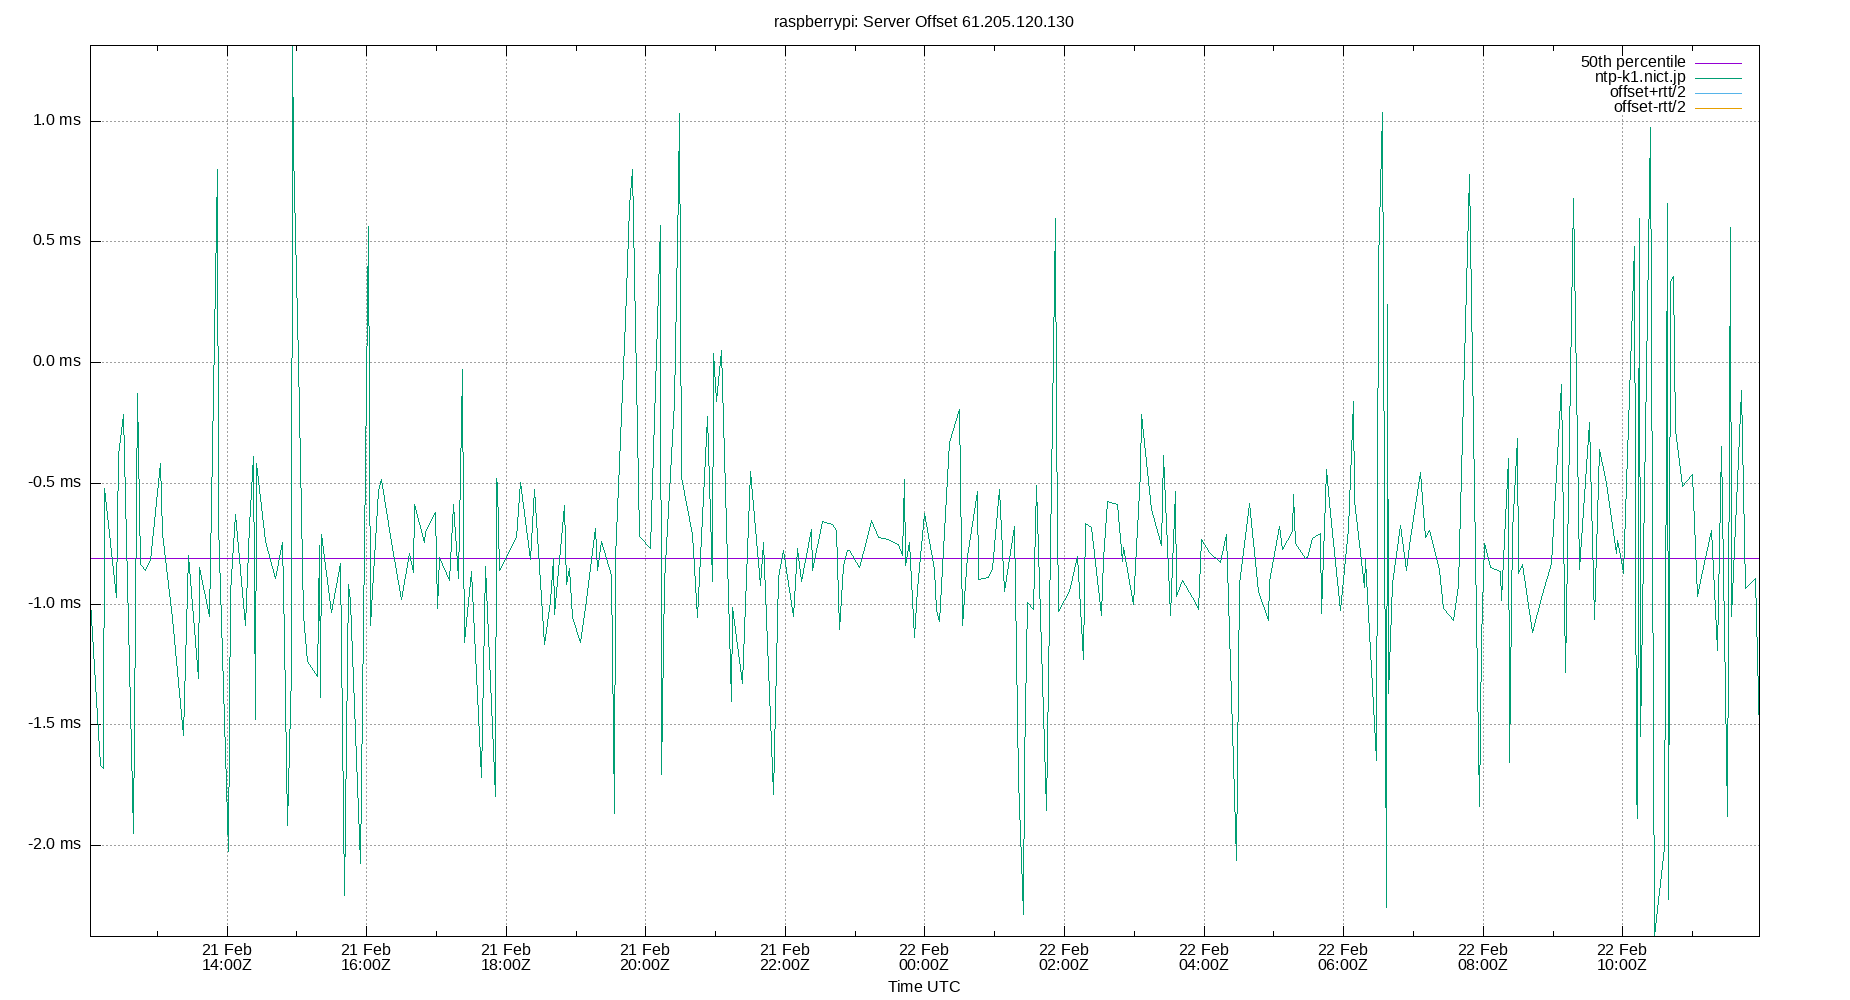 raspberrypi: Server Offset 61.205.120.130
50th percentile
ntp-k1.nict.jp
offset+rtt/2
offset-rtt/2
1.0 ms
0.5 ms
0.0 ms
-0.5 ms
-1.0 ms
-1.5 ms
-2.0 ms
21 Feb 21 Feb 21 Feb 21 Feb 21 Feb 22 Feb 22 Feb 22 Feb 22 Feb 22 Feb 22 Feb
14:00Z 16:00Z 18:00Z 20:00Z 22:00Z 00:00Z 02:00Z 04:00Z 06:00Z 08:00Z 10:00Z
Time UTC